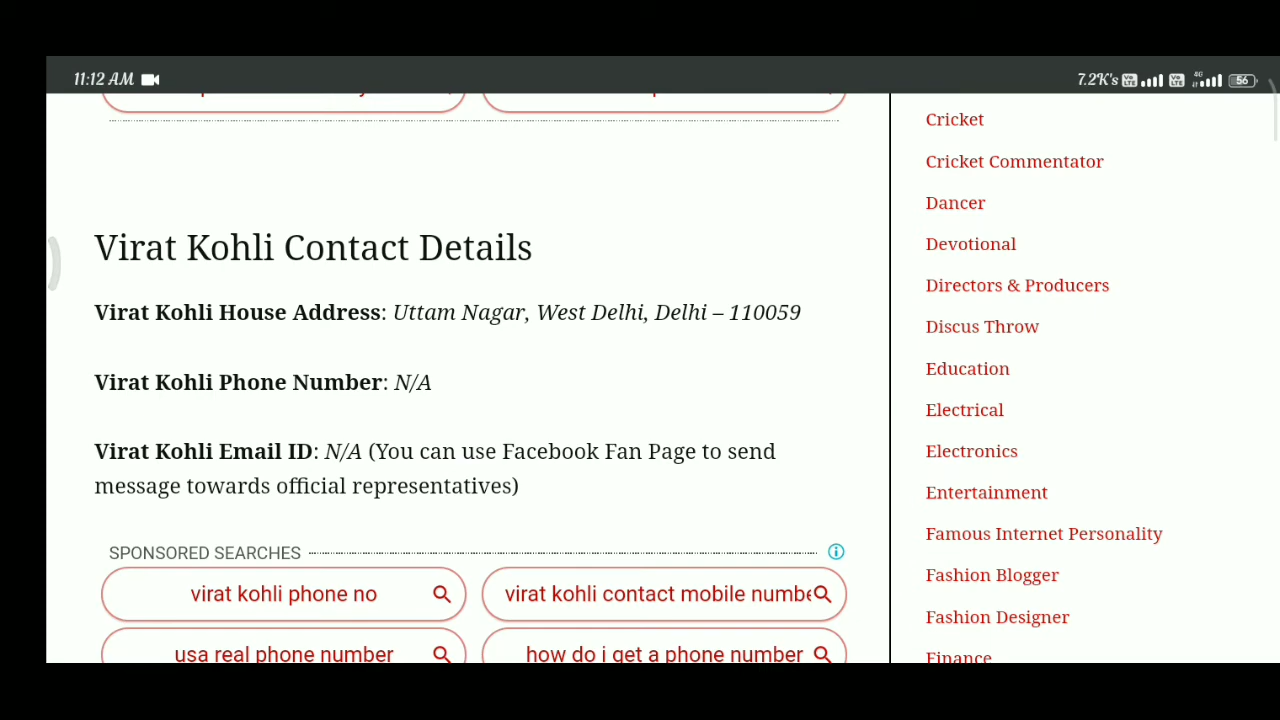 11:12 AM
7.2K's
4G
56
Virat Kohli Contact Details
Virat Kohli House Address: Uttam Nagar, West Delhi, Delhi – 110059
Virat Kohli Phone Number: N/A
Virat Kohli Email ID: N/A (You can use Facebook Fan Page to send
message towards official representatives)
SPONSORED SEARCHES
virat kohli phone no
virat kohli contact mobile numbe
usa real phone number
how do i get a phone number
Cricket
Cricket Commentator
Dancer
Devotional
Directors & Producers
Discus Throw
Education
Electrical
Electronics
Entertainment
Famous Internet Personality
Fashion Blogger
Fashion Designer
Finance